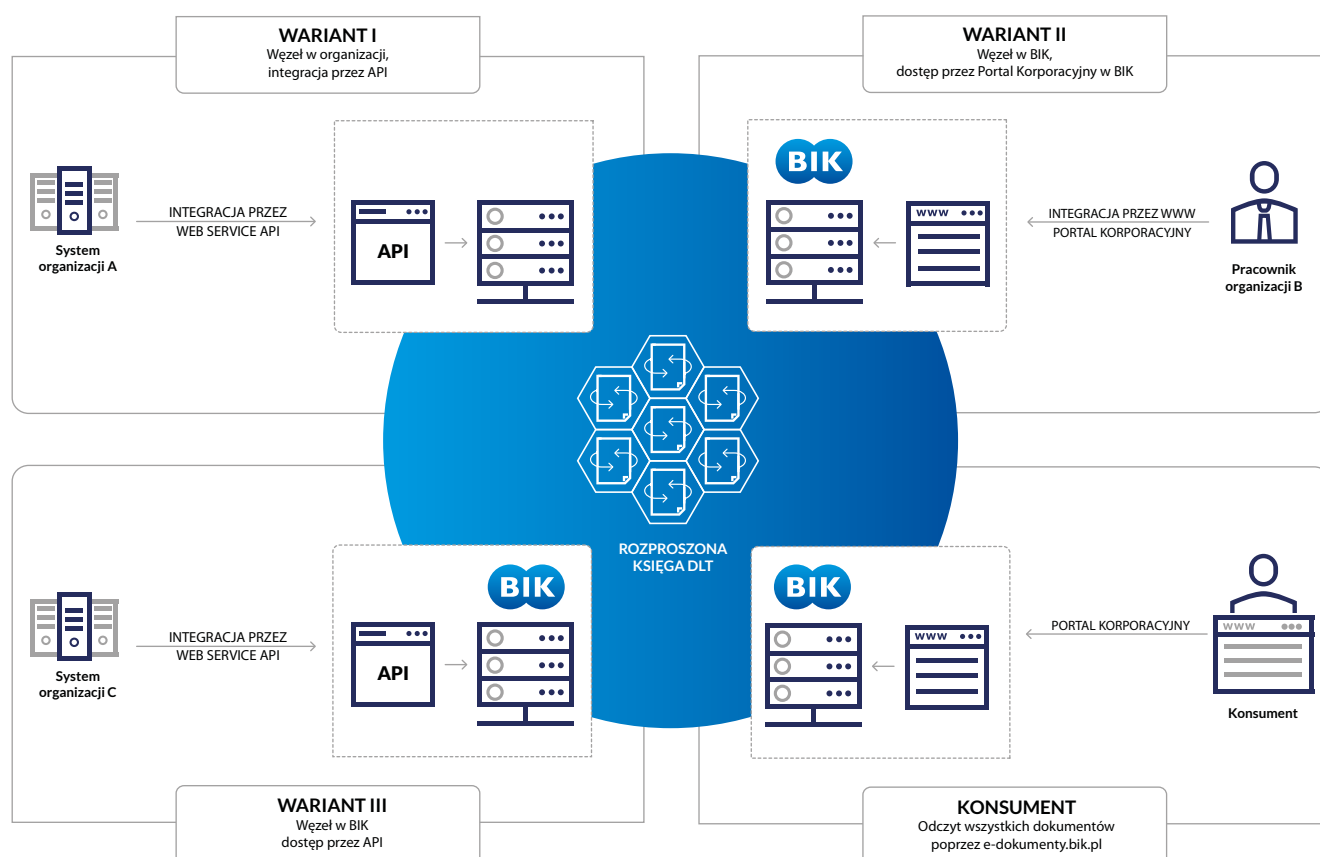 WARIANT I
Węzeł w organizacji,
integracja przez API
System
organizacji A
INTEGRACJA PRZEZ
WEB SERVICE API
API
WARIANT II
Węzeł w BIK,
dostęp przez Portal Korporacyjny w BIK
BIK
www
INTEGRACJA PRZEZ WWW
PORTAL KORPORACYJNY
Pracownik
organizacji B
ROZPROSZONA
KSIĘGA DLT
System
organizacji C
INTEGRACJA PRZEZ
WEB SERVICE API
API
BIK
WARIANT III
Węzeł w BIK
dostęp przez API
BIK
www
PORTAL KORPORACYJNY
www
Konsument
KONSUMENT
Odczyt wszystkich dokumentów
poprzez e-dokumenty.bik.pl